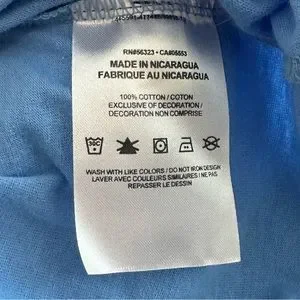 RN#56323 • CA#05553
MADE IN NICARAGUA
FABRIQUE AU NICARAGUA
100% COTTON / COTON
EXCLUSIVE OF DECORATION /
DECORATION NON COMPRISE
30C
WASH WITH LIKE COLORS / DO NOT IRON DESIGN
LAVER AVEC COULEURS SIMILAIRES \ NE PAS
REPASSER LE DESSIN